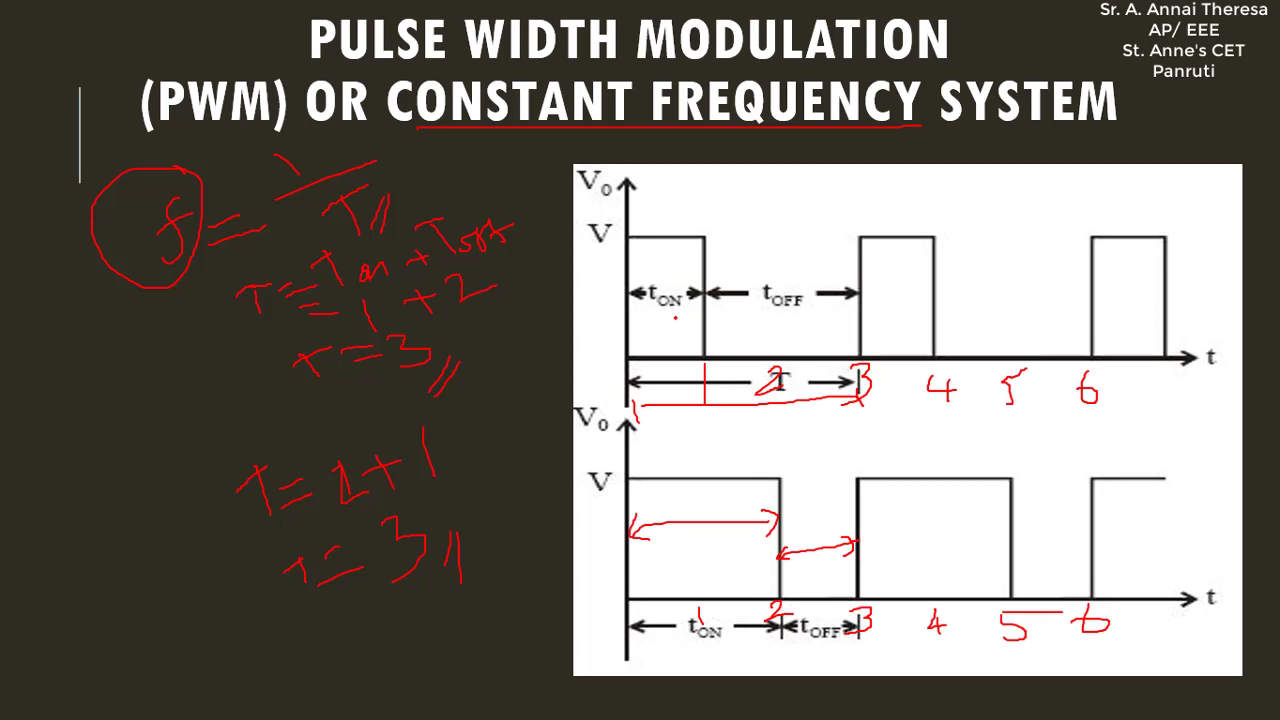 Sr. A. Annai Theresa
AP/ EEE
St. Anne's CET
Panruti
PULSE WIDTH MODULATION
(PWM) OR CONSTANT FREQUENCY SYSTEM
f = 1/T
T = Ton + Toff
= 1 + 2
T = 3
T = 2 + 1
T = 3
V0
V
tON tOFF
t
T
1 2 3 4 5 6
V0
V
t
1 2 3 4 5 6
tON tOFF